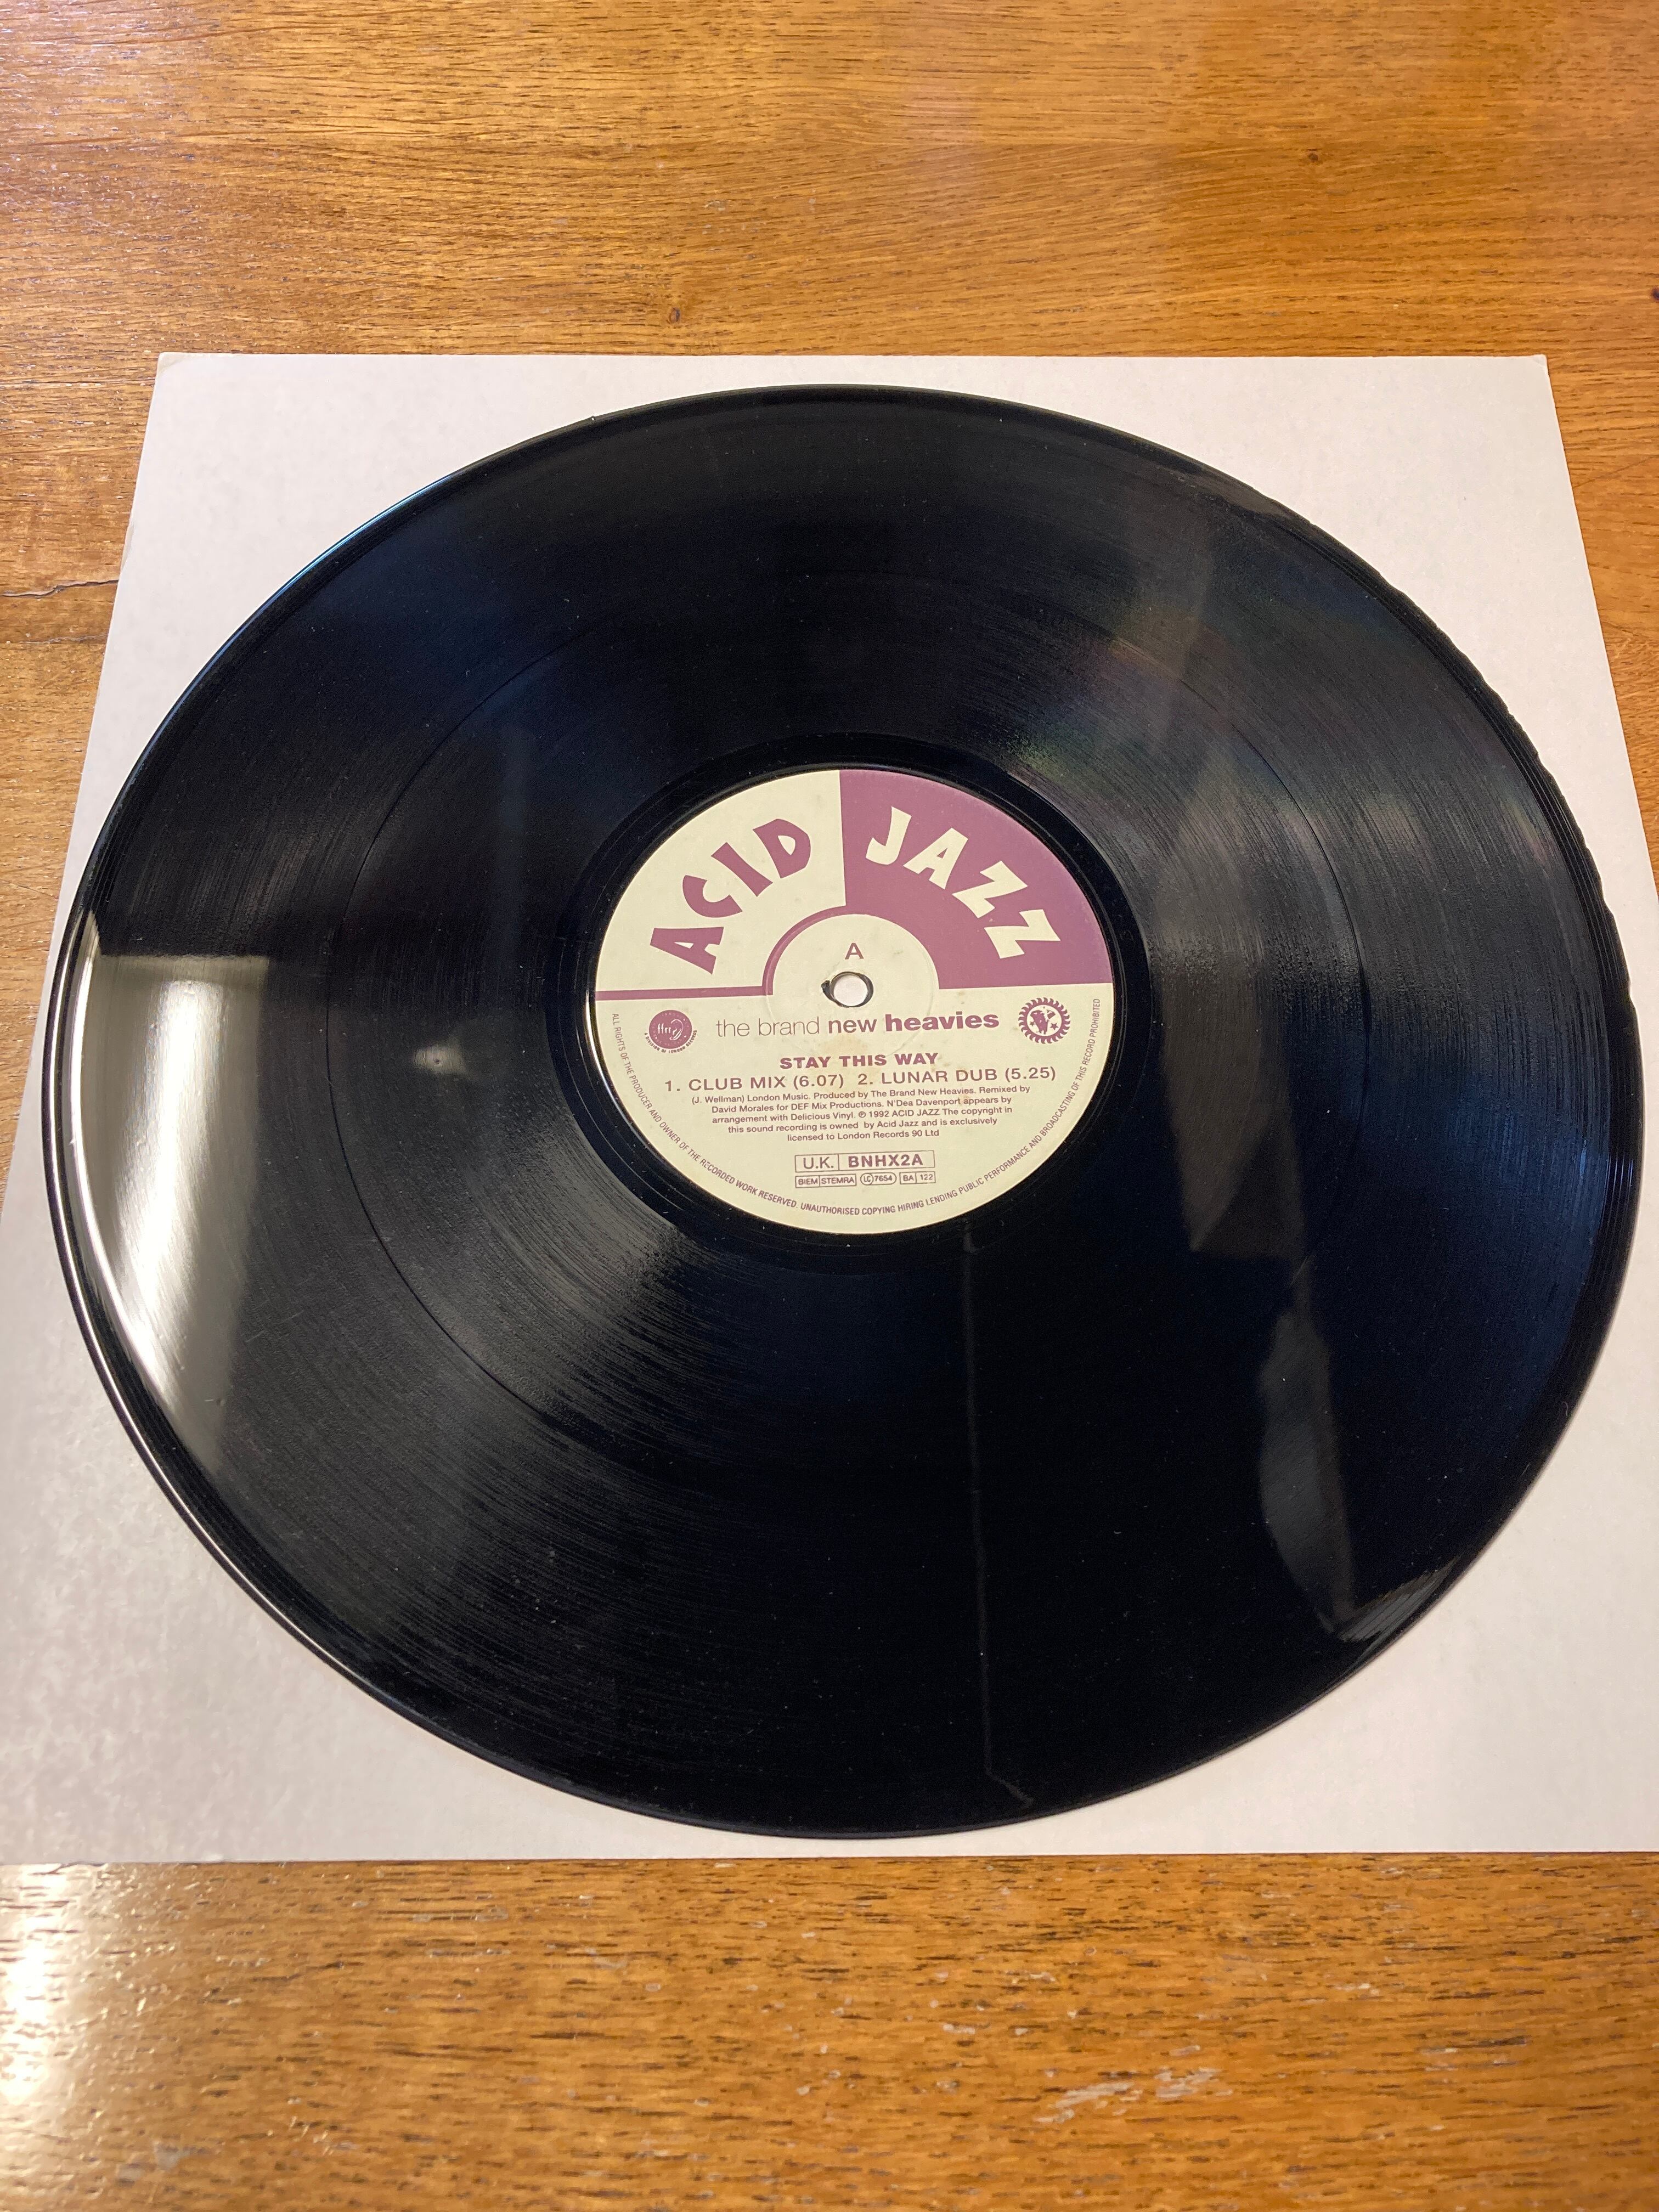 ACID JAZZ
A
the brand new heavies
STAY THIS WAY
1. CLUB MIX (6.07) 2. LUNAR DUB (5.25)
(J. Wellman) London Music. Produced by The Brand New Heavies. Remixed by
David Morales for DEF Mix Productions. N'Dea Davenport appears by
arrangement with Delicious Vinyl. ℗ 1992 ACID JAZZ The copyright in
this sound recording is owned by Acid Jazz and is exclusively
licensed to London Records 90 Ltd
U.K. BNHX2A
BIEM STEMRA LC 7654 BA 122
ALL RIGHTS OF THE PRODUCER AND OWNER OF THE RECORDED WORK RESERVED. UNAUTHORISED COPYING HIRING LENDING PUBLIC PERFORMANCE AND BROADCASTING OF THIS RECORD PROHIBITED